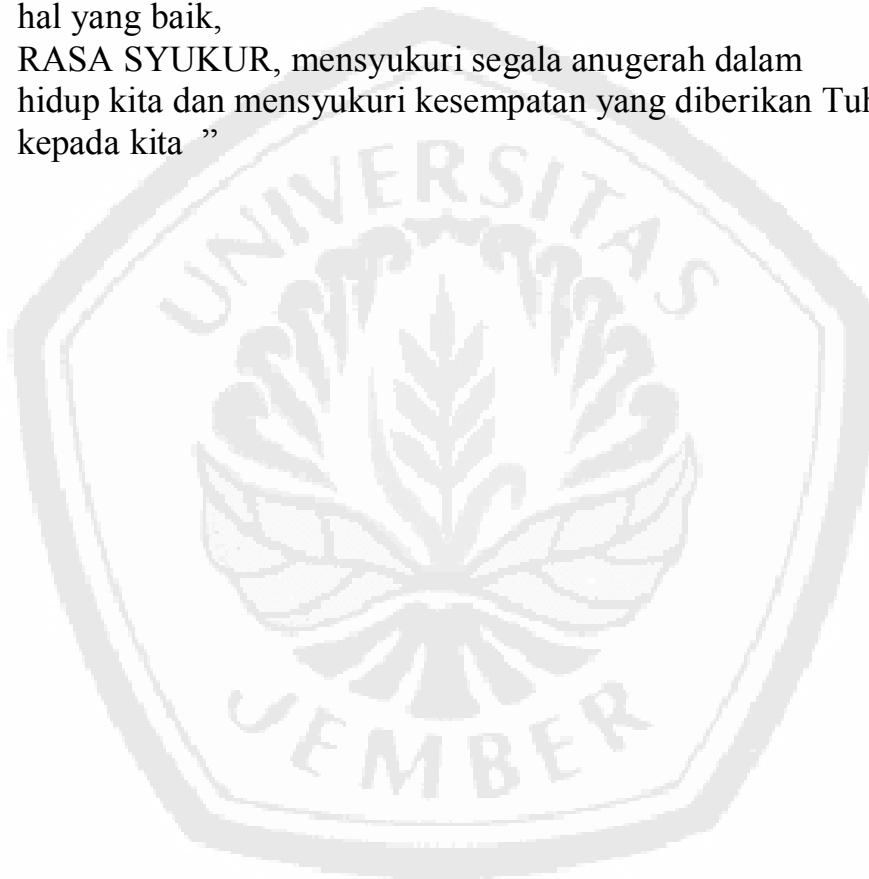 hal yang baik,
RASA SYUKUR, mensyukuri segala anugerah dalam
hidup kita dan mensyukuri kesempatan yang diberikan Tuh
kepada kita ”
UNIVERSITAS
JEMBER